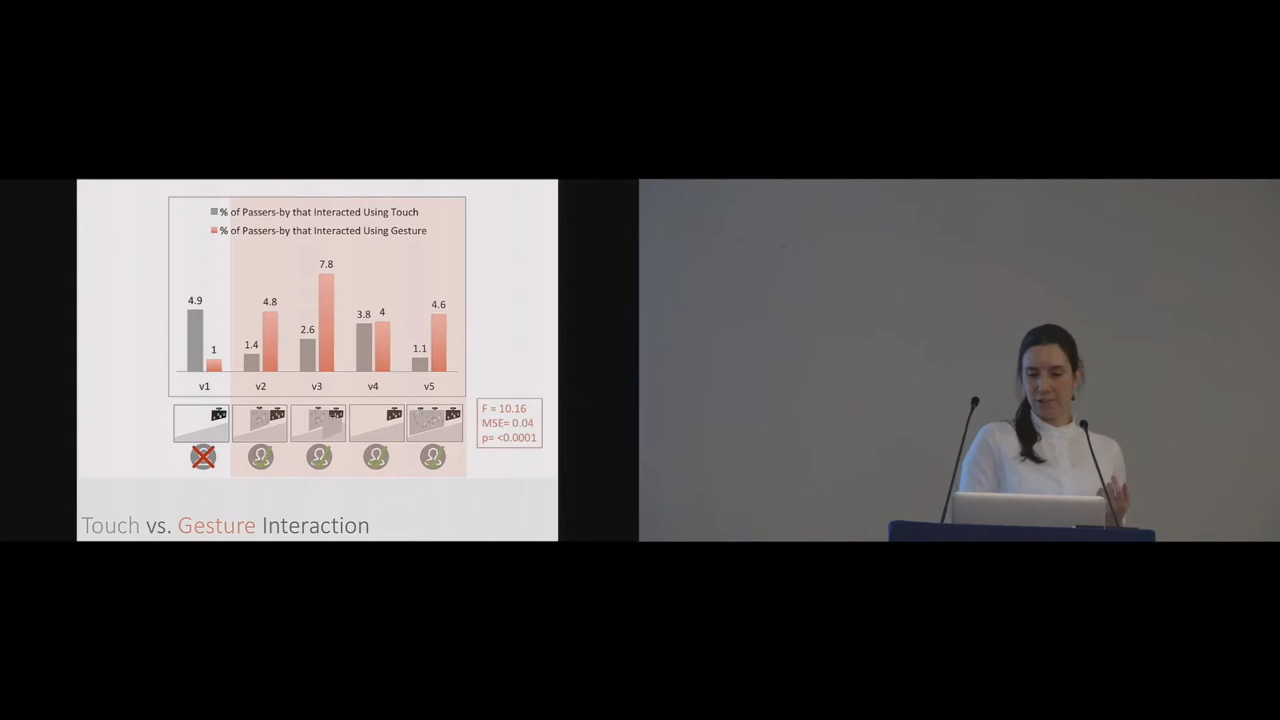 % of Passers-by that Interacted Using Touch
% of Passers-by that Interacted Using Gesture
4.9 1 1.4 4.8 2.6 7.8 3.8 4 1.1 4.6
v1 v2 v3 v4 v5
F = 10.16
MSE= 0.04
p= <0.0001
Touch vs. Gesture Interaction